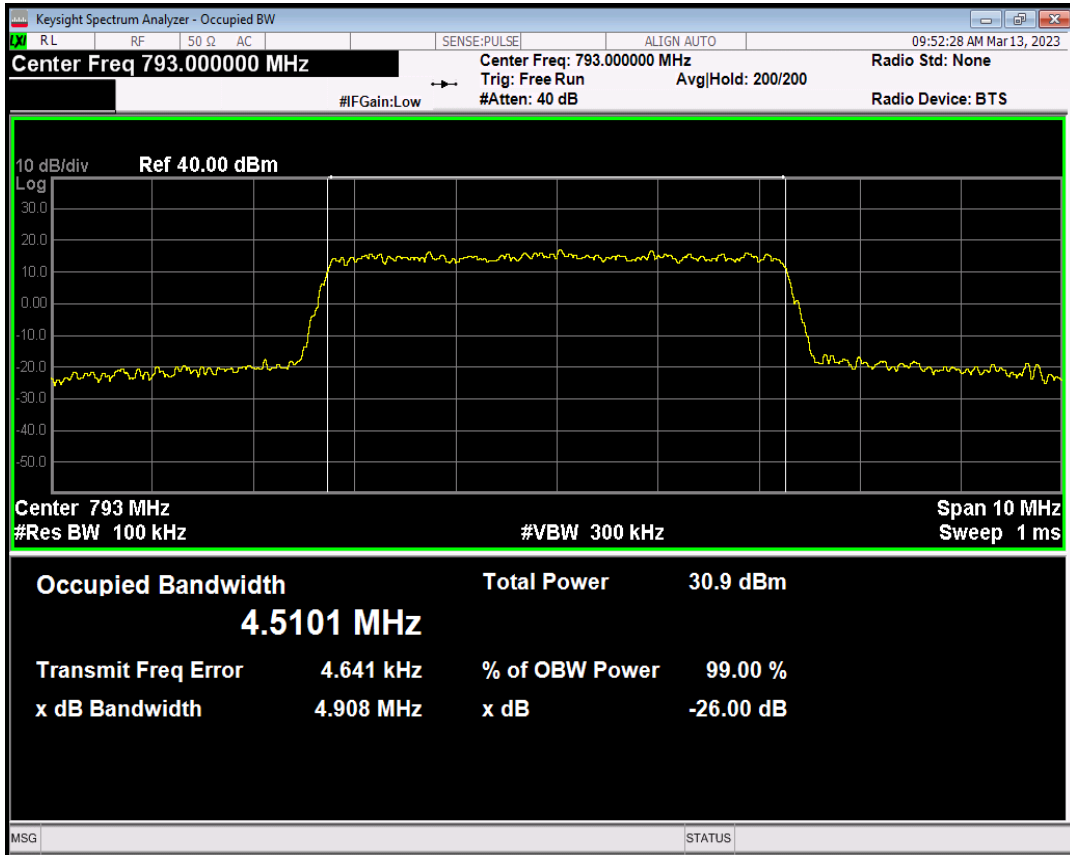 Keysight Spectrum Analyzer - Occupied BW
LXI RL RF 50 Ω AC SENSE:PULSE ALIGN AUTO 09:52:28 AM Mar 13, 2023
Center Freq 793.000000 MHz Center Freq: 793.000000 MHz Radio Std: None
Trig: Free Run Avg|Hold: 200/200
#IFGain:Low #Atten: 40 dB Radio Device: BTS
10 dB/div Ref 40.00 dBm
Log
30.0
20.0
10.0
0.00
-10.0
-20.0
-30.0
-40.0
-50.0
Center 793 MHz Span 10 MHz
#Res BW 100 kHz #VBW 300 kHz Sweep 1 ms
Occupied Bandwidth Total Power 30.9 dBm
4.5101 MHz
Transmit Freq Error 4.641 kHz % of OBW Power 99.00 %
x dB Bandwidth 4.908 MHz x dB -26.00 dB
MSG STATUS